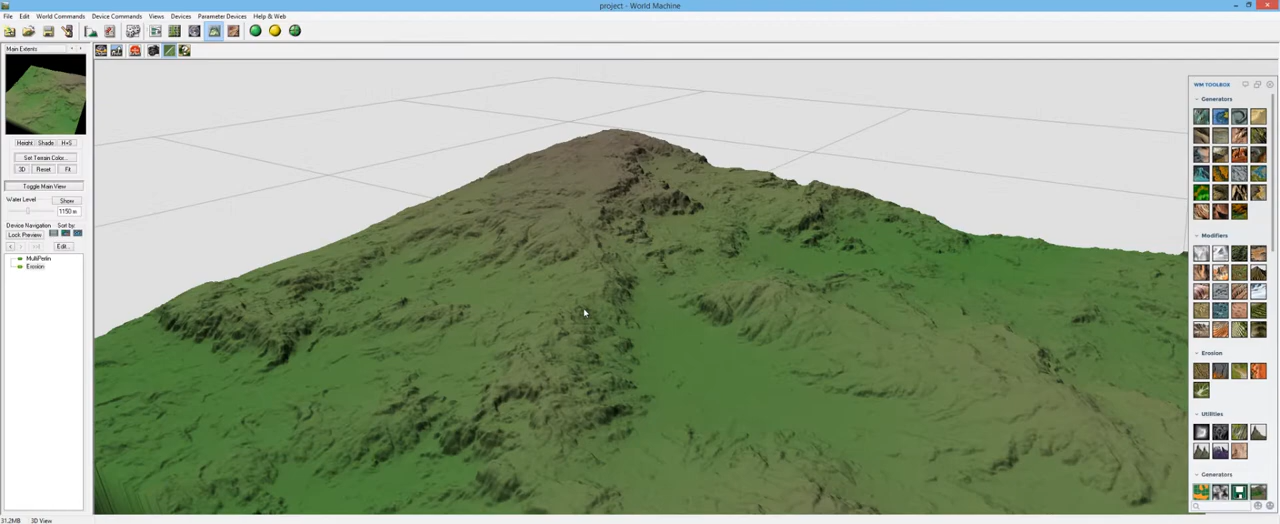 project - World Machine
File Edit World Commands Device Commands Views Devices Parameter Devices Help & Web
Main Extents
Height Shade H+S
Set Terrain Color...
3D Reset Fit
Toggle Main View
Water Level Show
1150 m
Device Navigation Sort by:
Lock Preview
Edit...
MultiPerlin
Erosion
WM TOOLBOX
Generators
Modifiers
Erosion
Utilities
Generators
31.2MB 3D View